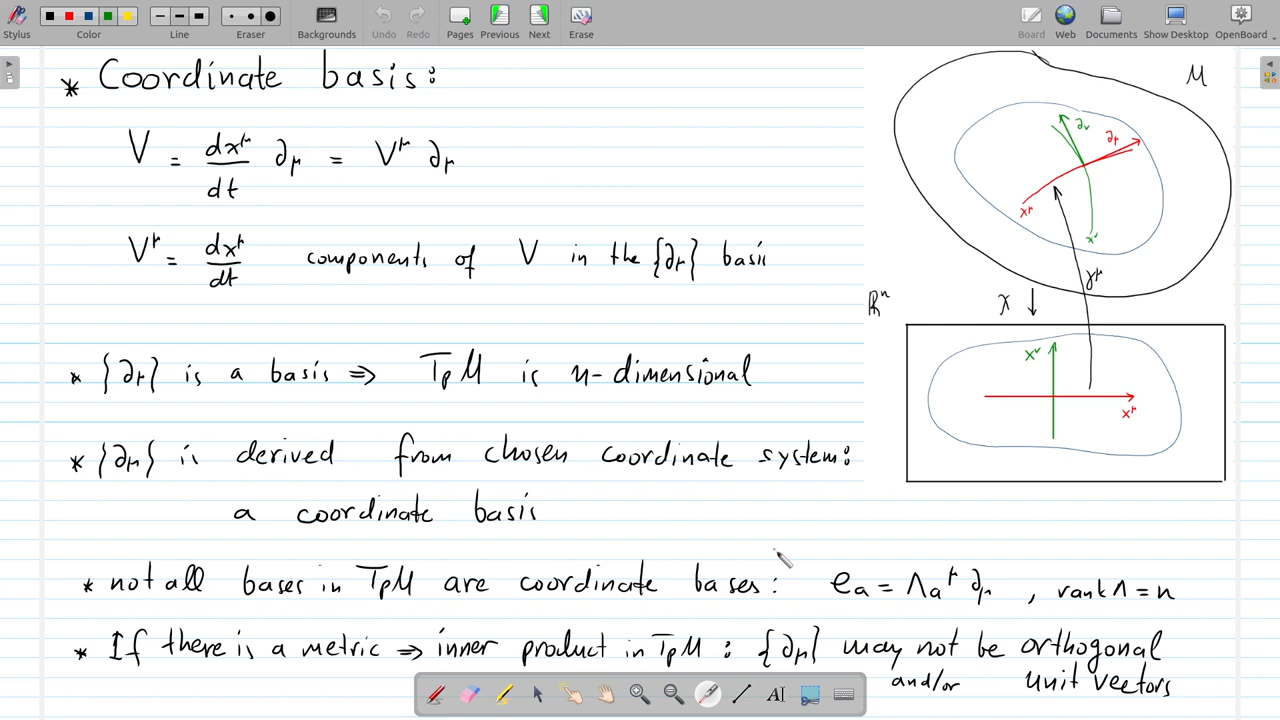 Stylus Color Line Eraser Backgrounds Undo Redo Pages Previous Next Erase Board Web Documents Show Desktop OpenBoard
* Coordinate basis:
V = dx^μ/dt ∂_μ = V^μ ∂_μ
V^μ = dx^μ/dt components of V in the {∂_μ} basis
* {∂_μ} is a basis ⇒ T_pM is n-dimensional
* {∂_μ} is derived from chosen coordinate system:
a coordinate basis
* not all bases in T_pM are coordinate bases: e_a = Λ_a^μ ∂_μ , rank Λ = n
* If there is a metric ⇒ inner product in T_pM : {∂_μ} may not be orthogonal
and/or unit vectors
M
∂_ν
∂_μ
x^μ
x^ν
γ^μ
ℝ^n
χ ↓
x^ν
x^μ
AI